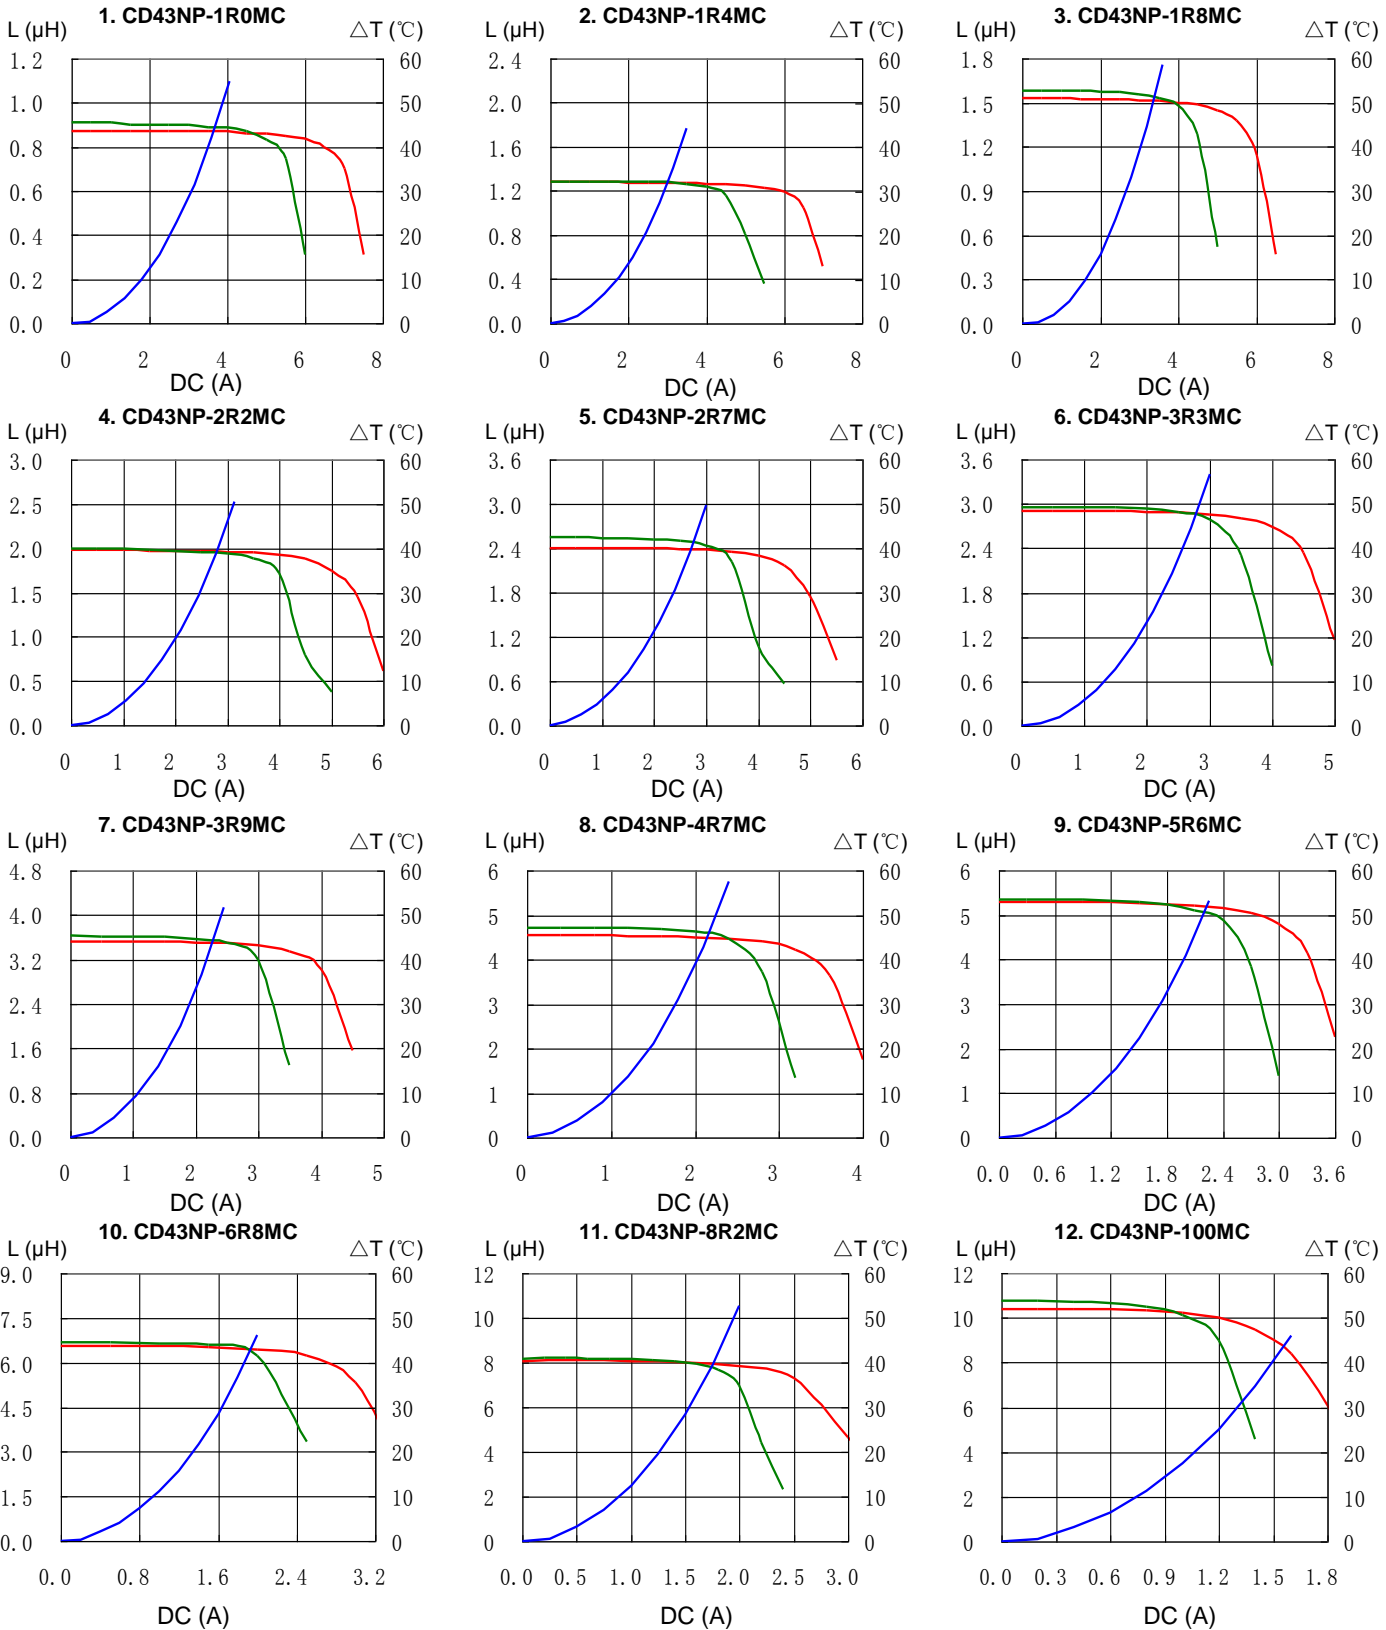 1. CD43NP-1R0MC
L (μH) △T (℃)
1.2 60
1.0 50
0.8 40
0.6 30
0.4 20
0.2 10
0.0 0
0 2 4 6 8
DC (A)
2. CD43NP-1R4MC
L (μH) △T (℃)
2.4 60
2.0 50
1.6 40
1.2 30
0.8 20
0.4 10
0.0 0
0 2 4 6 8
DC (A)
3. CD43NP-1R8MC
L (μH) △T (℃)
1.8 60
1.5 50
1.2 40
0.9 30
0.6 20
0.3 10
0.0 0
0 2 4 6 8
DC (A)
4. CD43NP-2R2MC
L (μH) △T (℃)
3.0 60
2.5 50
2.0 40
1.5 30
1.0 20
0.5 10
0.0 0
0 1 2 3 4 5 6
DC (A)
5. CD43NP-2R7MC
L (μH) △T (℃)
3.6 60
3.0 50
2.4 40
1.8 30
1.2 20
0.6 10
0.0 0
0 1 2 3 4 5 6
DC (A)
6. CD43NP-3R3MC
L (μH) △T (℃)
3.6 60
3.0 50
2.4 40
1.8 30
1.2 20
0.6 10
0.0 0
0 1 2 3 4 5
DC (A)
7. CD43NP-3R9MC
L (μH) △T (℃)
4.8 60
4.0 50
3.2 40
2.4 30
1.6 20
0.8 10
0.0 0
0 1 2 3 4 5
DC (A)
8. CD43NP-4R7MC
L (μH) △T (℃)
6 60
5 50
4 40
3 30
2 20
1 10
0 0
0 1 2 3 4
DC (A)
9. CD43NP-5R6MC
L (μH) △T (℃)
6 60
5 50
4 40
3 30
2 20
1 10
0 0
0.0 0.6 1.2 1.8 2.4 3.0 3.6
DC (A)
10. CD43NP-6R8MC
L (μH) △T (℃)
9.0 60
7.5 50
6.0 40
4.5 30
3.0 20
1.5 10
0.0 0
0.0 0.8 1.6 2.4 3.2
DC (A)
11. CD43NP-8R2MC
L (μH) △T (℃)
12 60
10 50
8 40
6 30
4 20
2 10
0 0
0.0 0.5 1.0 1.5 2.0 2.5 3.0
DC (A)
12. CD43NP-100MC
L (μH) △T (℃)
12 60
10 50
8 40
6 30
4 20
2 10
0 0
0.0 0.3 0.6 0.9 1.2 1.5 1.8
DC (A)